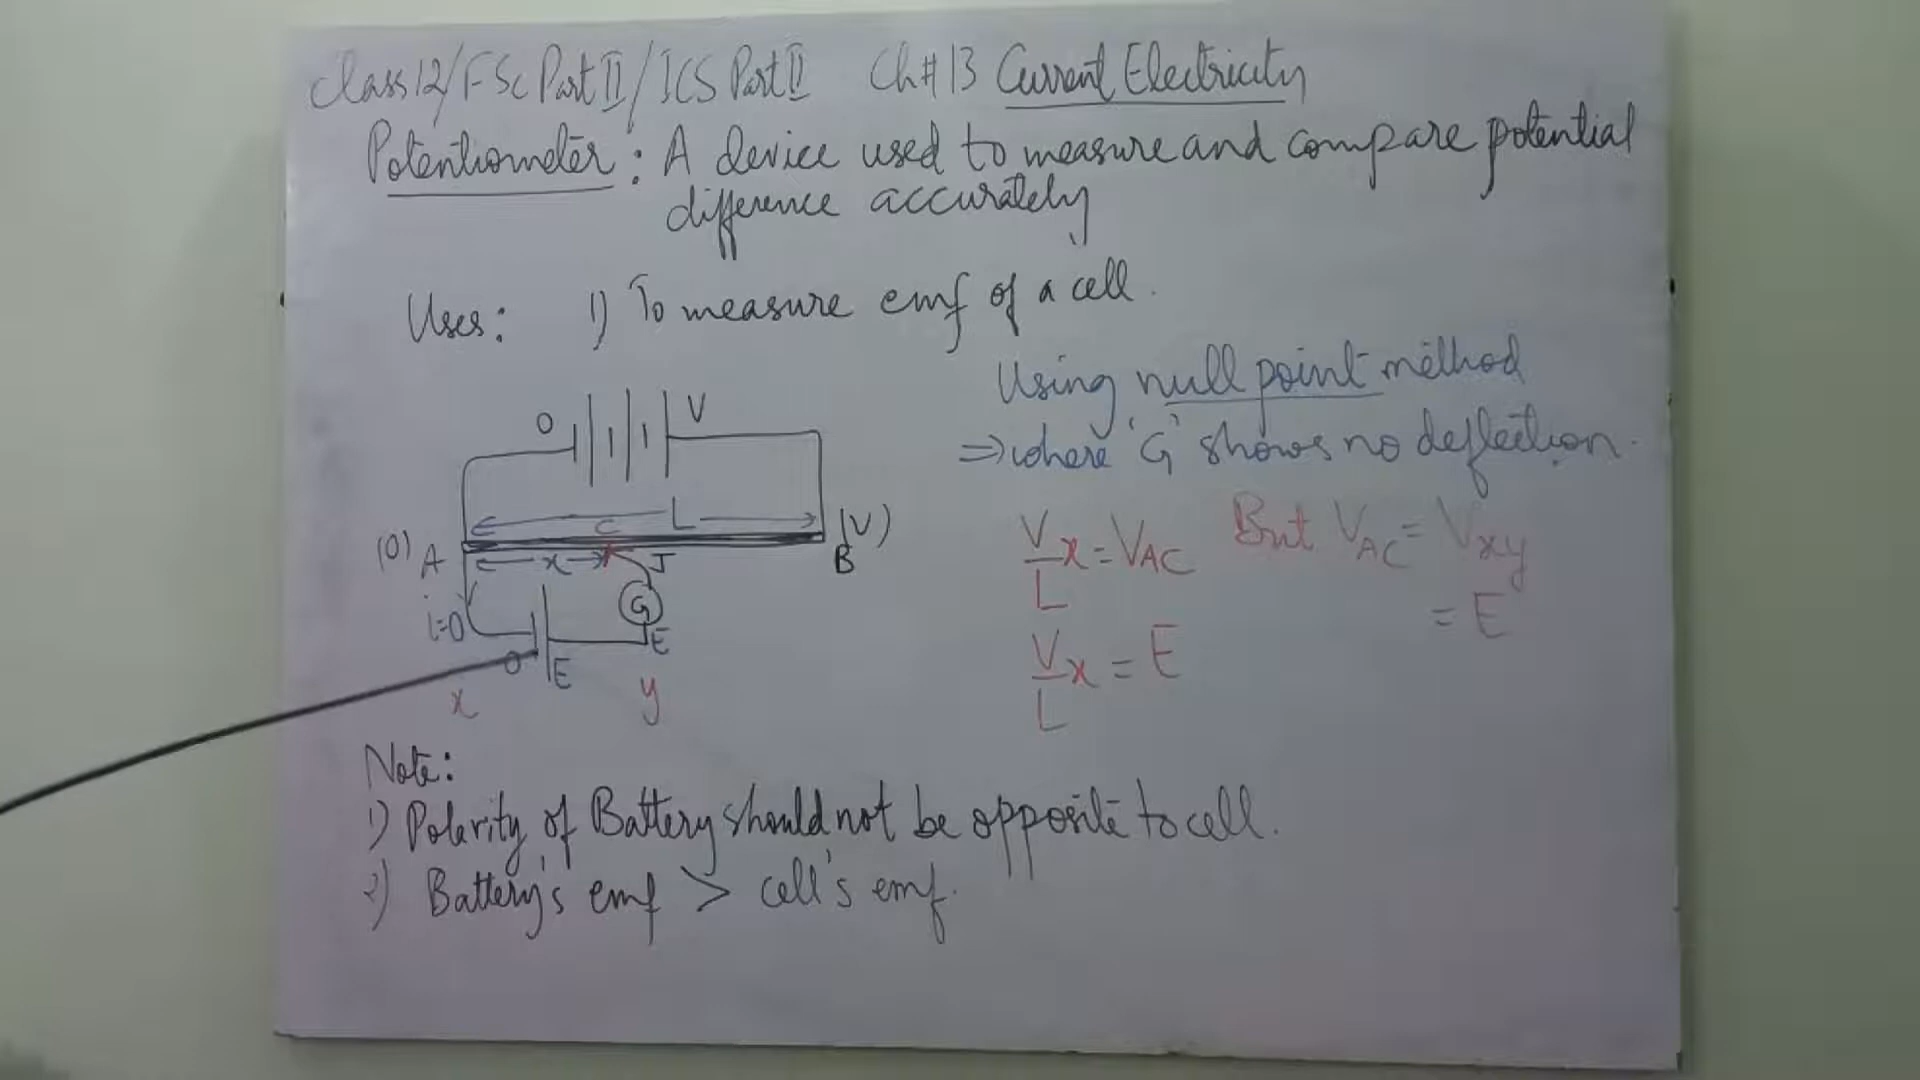 Class 12/F Sc Part II/ICS Part II Ch# 13 Current Electricity
Potentiometer: A device used to measure and compare potential
difference accurately
Uses: 1) To measure emf of a cell.
Using null point method
⇒ where 'G' shows no deflection.
0 V
L
(0) A C (V) B
x J
G
i=0 E
0 E
x y
V/L x = VAC But VAC = Vxy
= E
V/L x = E
Note:
1) Polarity of Battery should not be opposite to cell.
2) Battery's emf > cell's emf.